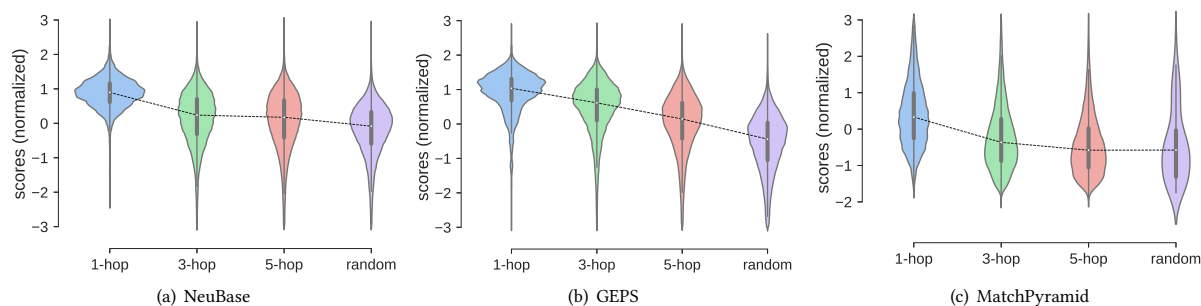 scores (normalized)
3
2
1
0
−1
−2
−3
1-hop 3-hop 5-hop random
(a) NeuBase
scores (normalized)
3
2
1
0
−1
−2
−3
1-hop 3-hop 5-hop random
(b) GEPS
scores (normalized)
3
2
1
0
−1
−2
1-hop 3-hop 5-hop random
(c) MatchPyramid